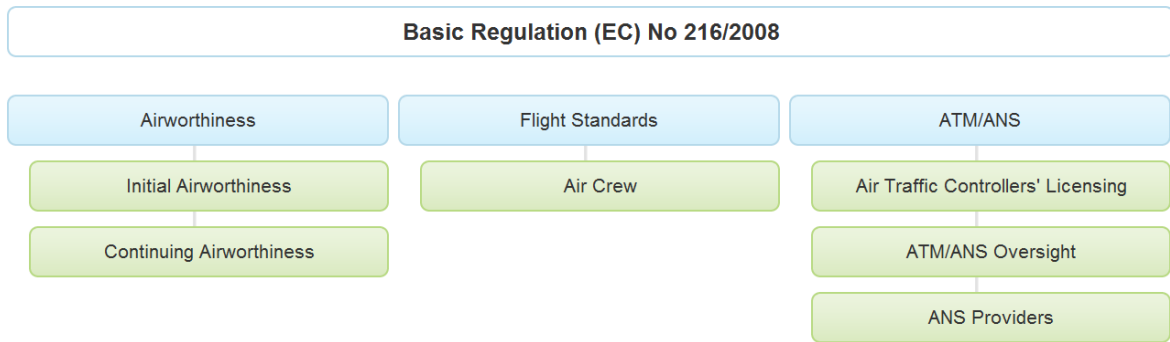 Basic Regulation (EC) No 216/2008
Airworthiness
Initial Airworthiness
Continuing Airworthiness
Flight Standards
Air Crew
ATM/ANS
Air Traffic Controllers' Licensing
ATM/ANS Oversight
ANS Providers